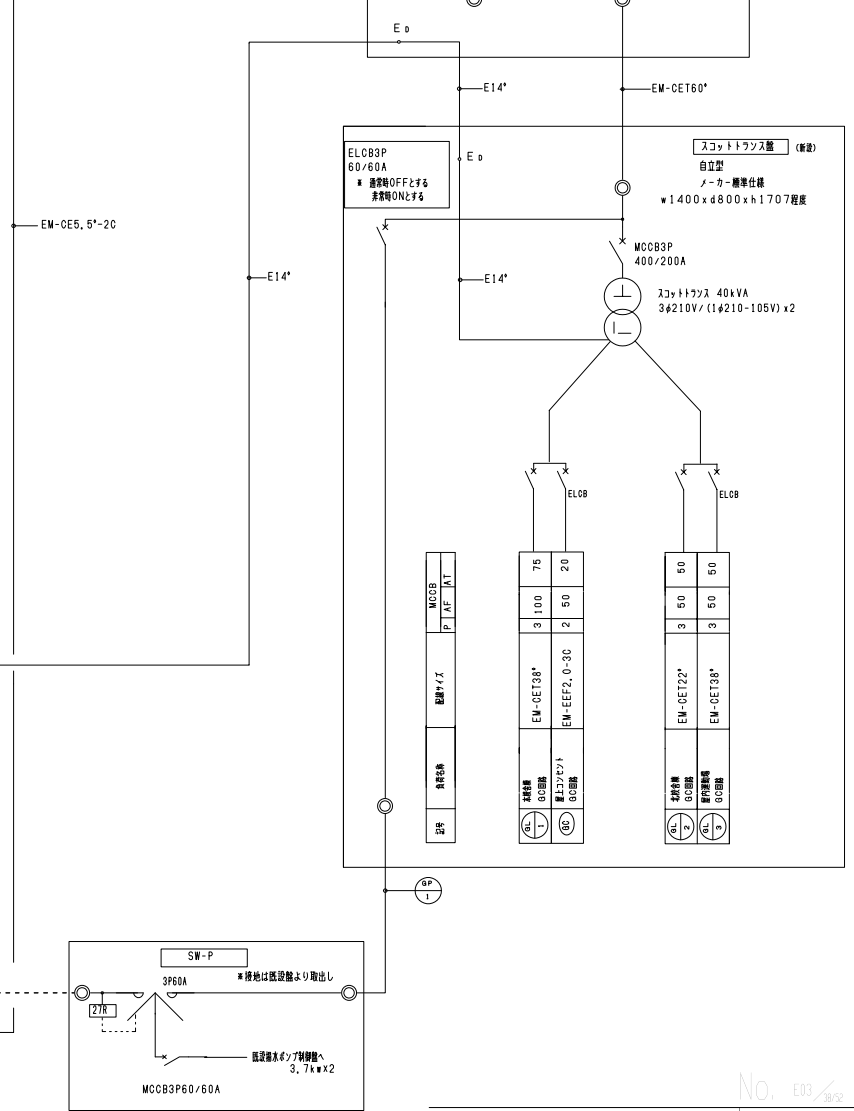 E D
E14°
EM-CET60°
ELCB3P
60/60A
※ 通常時OFFとする
非常時ONとする
E D
スコットトランス盤 (新設)
自立型
メーカー標準仕様
w1400xd800xh1707程度
EM-CE5.5°-2C
E14°
E14°
MCCB3P
400/200A
スコットトランス 40kVA
3φ210V/(1φ210-105V)x2
ELCB
ELCB
MCCB
P AF AT
配線サイズ
負荷名称
記号
3 100 75
EM-CET38°
本校舎棟
GC回路
GL 1
2 50 20
EM-EEF2.0-3C
屋上コンセント
GC回路
GC
3 50 50
EM-CET22°
北校舎棟
GC回路
GL 2
3 50 50
EM-CET38°
屋内運動場
GC回路
GL 3
GP
1
SW-P
※接地は既設盤より取出し
3P60A
27R
既設揚水ポンプ制御盤へ
3.7kwx2
MCCB3P60/60A
No. E03/38/52